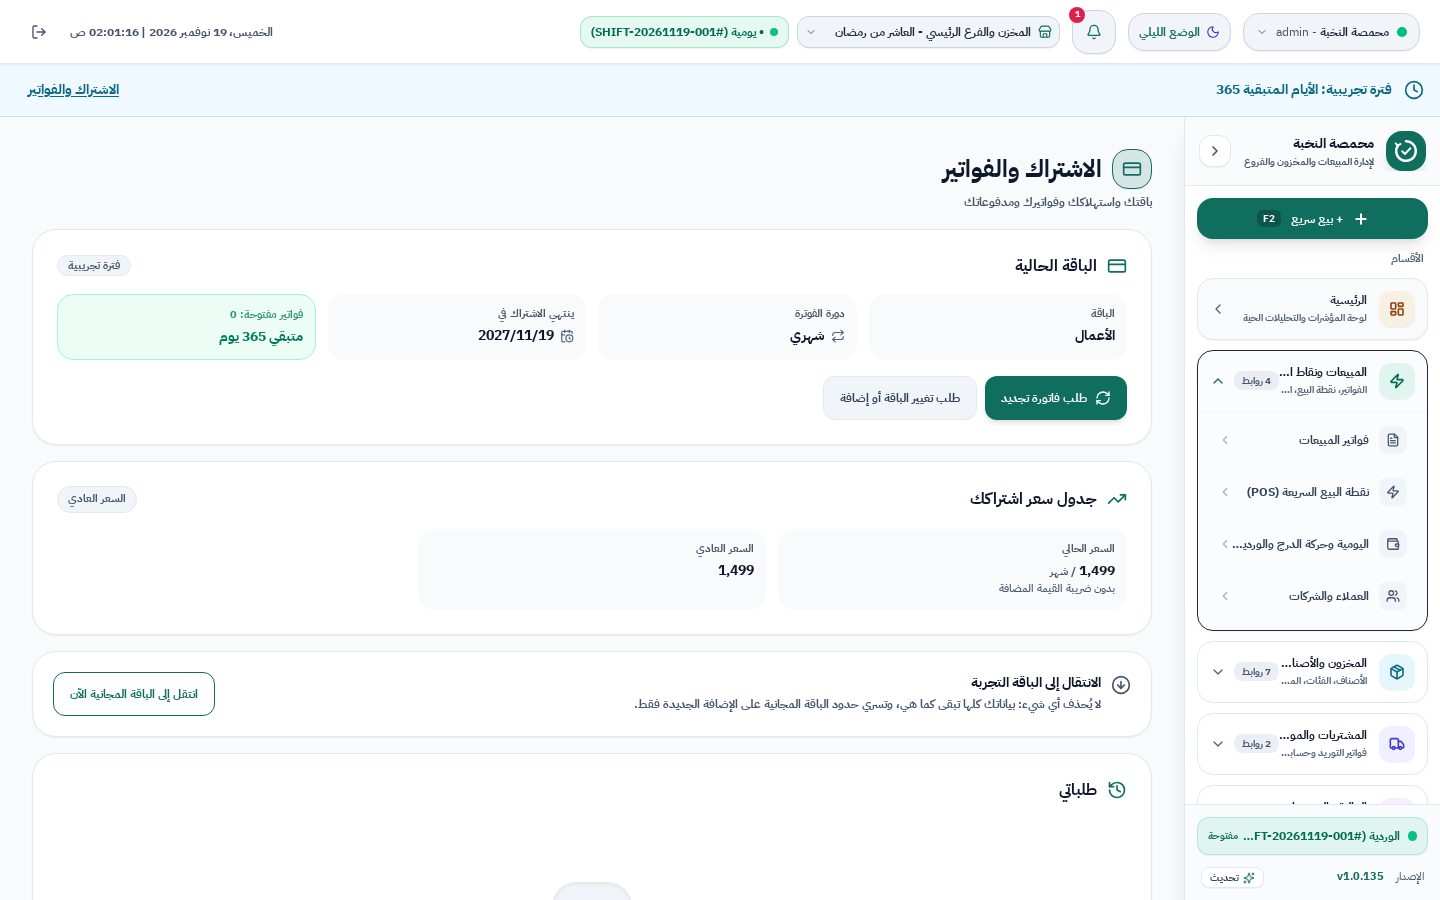 محمصة النخبة - admin
الوضع الليلي
1
المخزن والفرع الرئيسي - العاشر من رمضان
• يومية (#SHIFT-20261119-001)
الخميس، 19 نوفمبر 2026 | 02:01:16 ص
فترة تجريبية: الأيام المتبقية 365
الاشتراك والفواتير
محمصة النخبة
لإدارة المبيعات والمخزون والفروع
+ بيع سريع F2
الأقسام
الرئيسية
لوحة المؤشرات والتحليلات الحية
المبيعات ونقاط ا...
4 روابط
الفواتير، نقطة البيع، ا...
فواتير المبيعات
نقطة البيع السريعة (POS)
اليومية وحركة الدرج والورديـ...
العملاء والشركات
المخزون والأصنا...
7 روابط
الأصناف، الفئات، المـ...
المشتريات والمو...
2 روابط
فواتير التوريد وحسابـ...
الوردية (#FT-20261119-001...
مفتوحة
الإصدار v1.0.135
تحديث
الاشتراك والفواتير
باقتك واستهلاكك وفواتيرك ومدفوعاتك
الباقة الحالية
فترة تجريبية
الباقة
الأعمال
دورة الفوترة
شهري
ينتهي الاشتراك في
2027/11/19
فواتير مفتوحة: 0
متبقي 365 يوم
طلب فاتورة تجديد
طلب تغيير الباقة أو إضافة
جدول سعر اشتراكك
السعر العادي
السعر الحالي
1,499 / شهر
بدون ضريبة القيمة المضافة
السعر العادي
1,499
الانتقال إلى الباقة التجربة
لا يُحذف أي شيء: بياناتك كلها تبقى كما هي، وتسري حدود الباقة المجانية على الإضافة الجديدة فقط.
انتقل إلى الباقة المجانية الآن
طلباتي